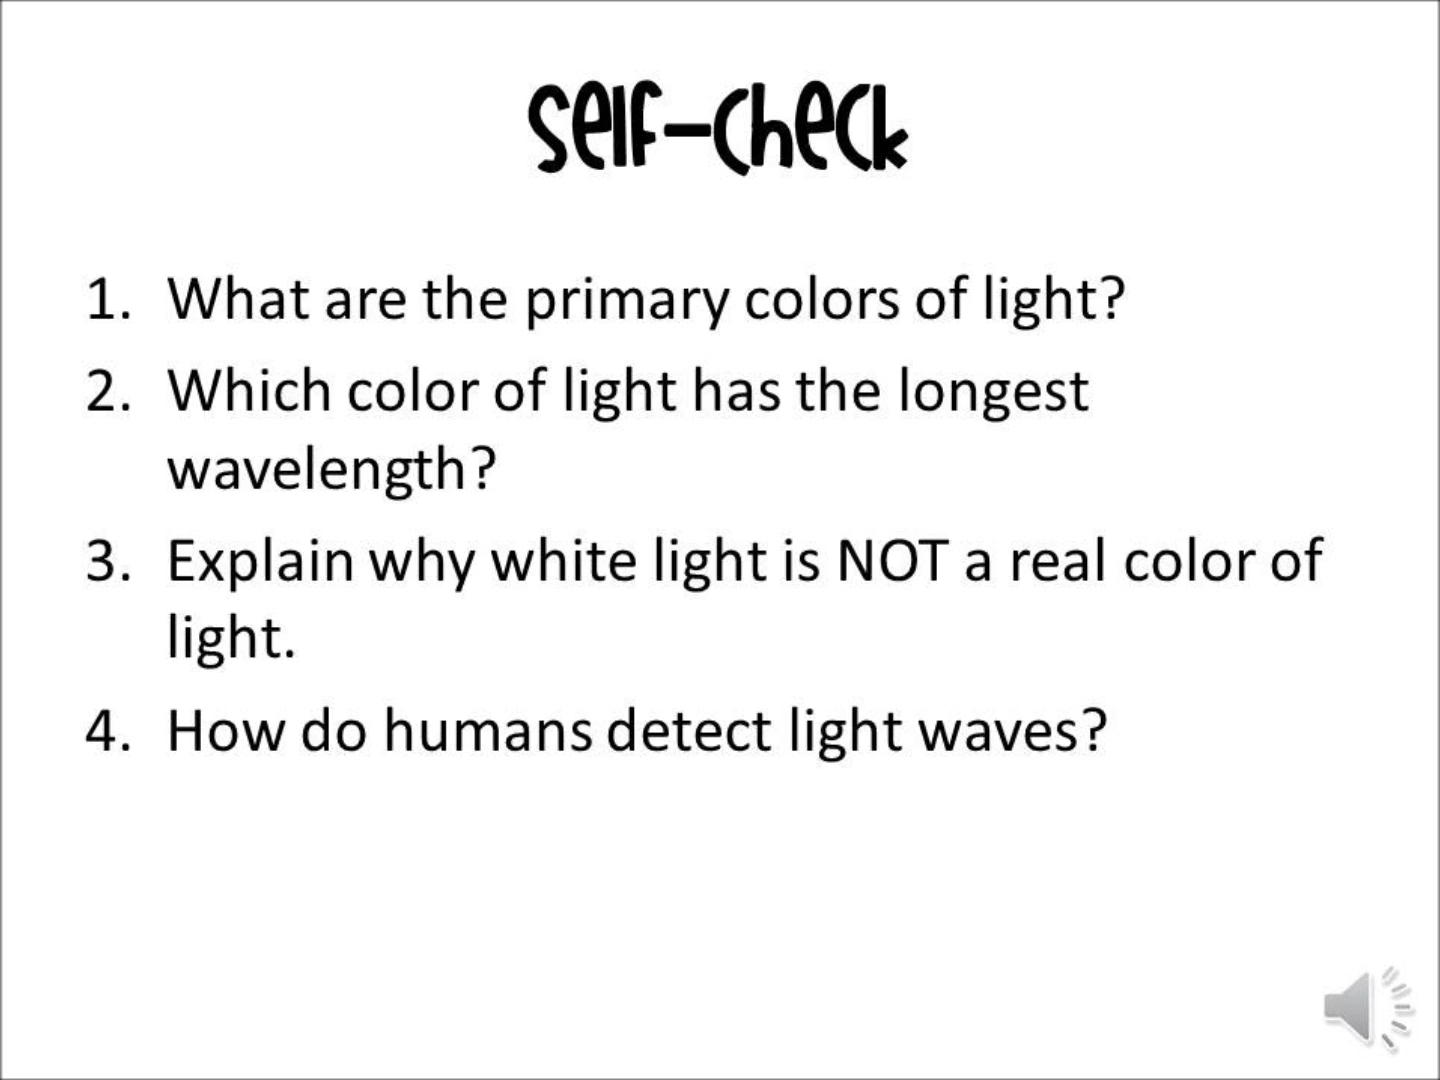 Self-Check
1. What are the primary colors of light?
2. Which color of light has the longest
wavelength?
3. Explain why white light is NOT a real color of
light.
4. How do humans detect light waves?